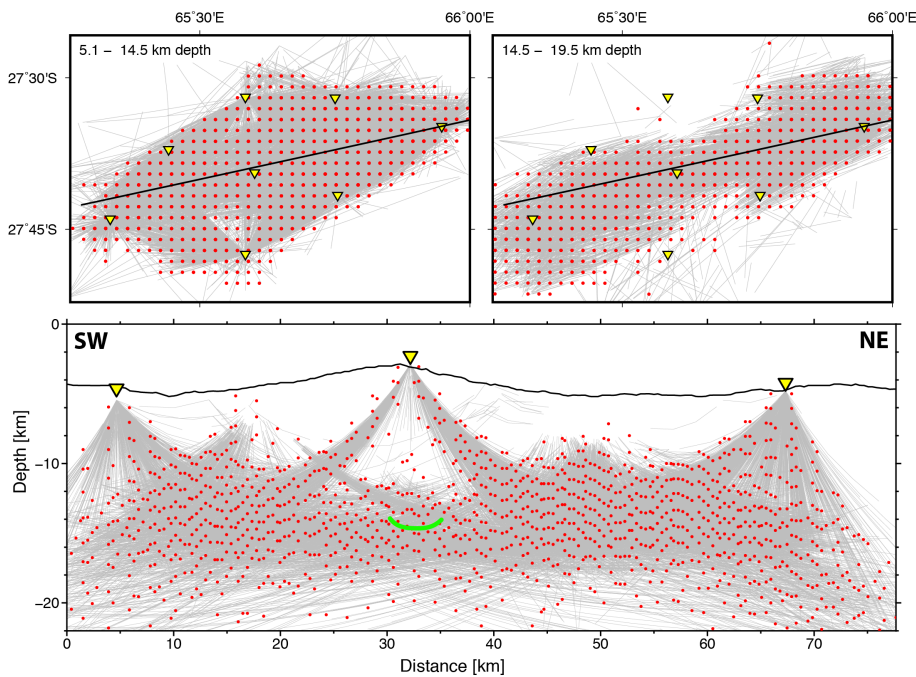 65˚30'E 66˚00'E 65˚30'E 66˚00'E
5.1 − 14.5 km depth 14.5 − 19.5 km depth
27˚30'S
27˚45'S
0
SW NE
−10
−20
Depth [km]
0 10 20 30 40 50 60 70
Distance [km]